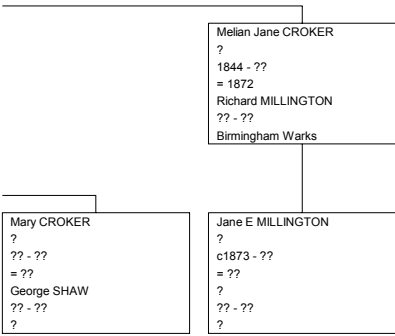 Melian Jane CROKER
?
1844 - ??
= 1872
Richard MILLINGTON
?? - ??
Birmingham Warks
Mary CROKER
?
?? - ??
= ??
George SHAW
?? - ??
?
Jane E MILLINGTON
?
c1873 - ??
= ??
?
?? - ??
?